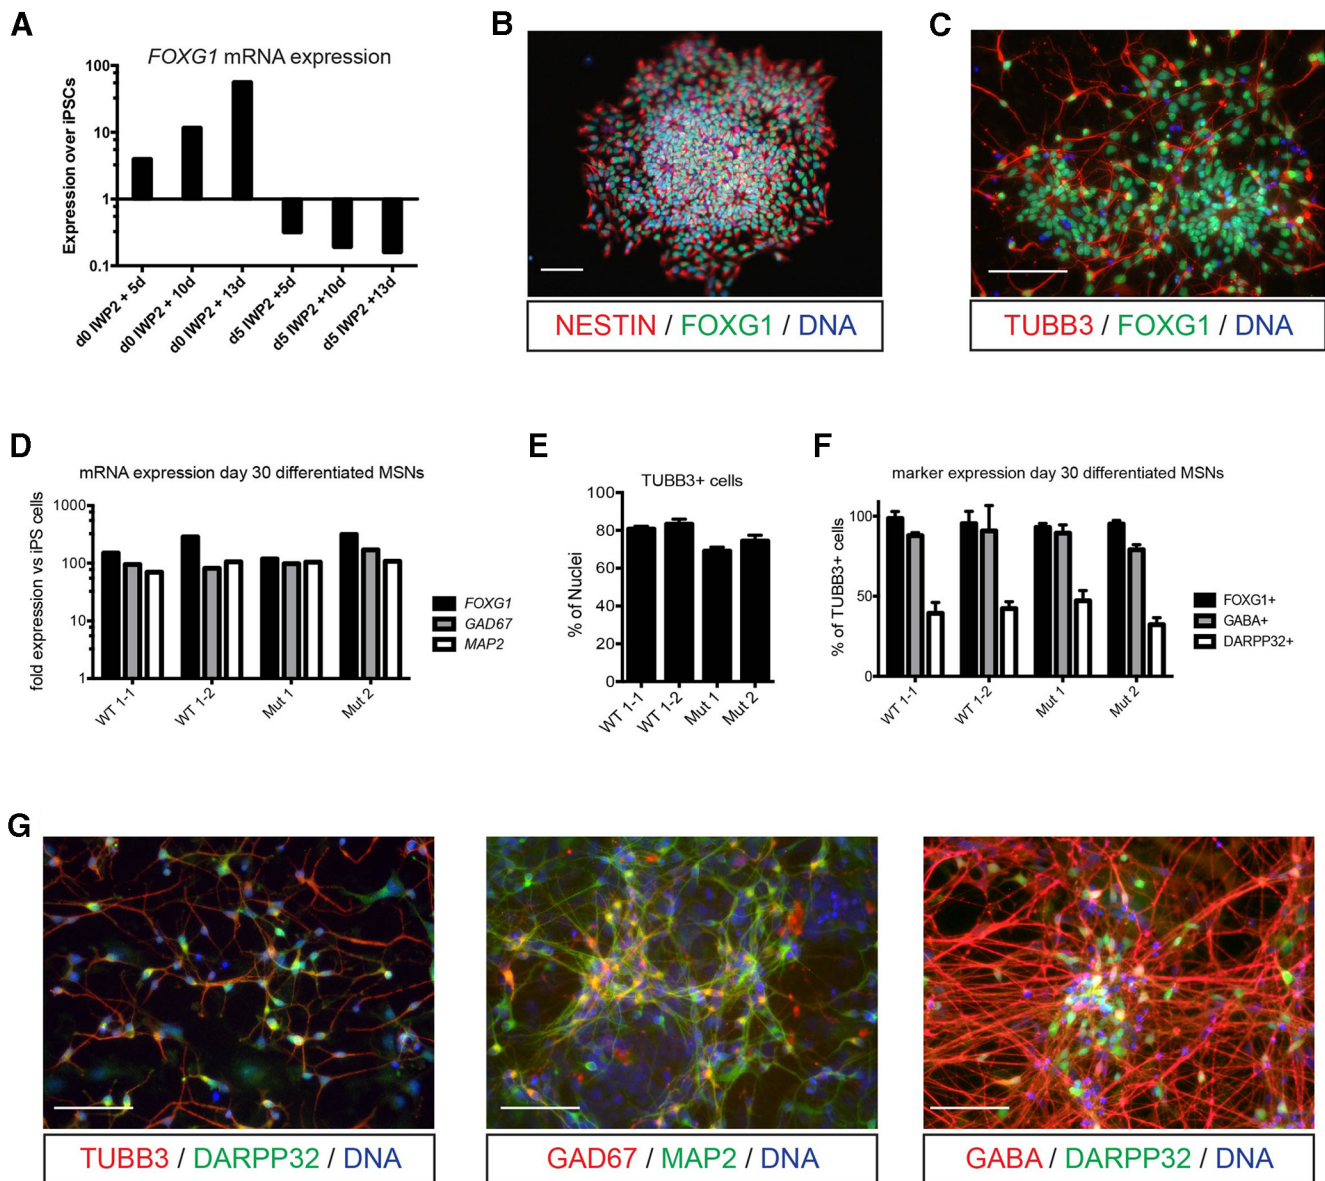 A
FOXG1 mRNA expression
Expression over iPSCs
100
10
1
0.1
d0 IWP2 + 5d
d0 IWP2 + 10d
d0 IWP2 + 13d
d5 IWP2 +5d
d5 IWP2 +10d
d5 IWP2 +13d
B
NESTIN / FOXG1 / DNA
C
TUBB3 / FOXG1 / DNA
D
mRNA expression day 30 differentiated MSNs
fold expression vs iPS cells
1000
100
10
1
WT 1-1
WT 1-2
Mut 1
Mut 2
FOXG1
GAD67
MAP2
E
TUBB3+ cells
% of Nuclei
100
80
60
40
20
0
WT 1-1
WT 1-2
Mut 1
Mut 2
F
marker expression day 30 differentiated MSNs
% of TUBB3+ cells
100
50
0
WT 1-1
WT 1-2
Mut 1
Mut 2
FOXG1+
GABA+
DARPP32+
G
TUBB3 / DARPP32 / DNA
GAD67 / MAP2 / DNA
GABA / DARPP32 / DNA